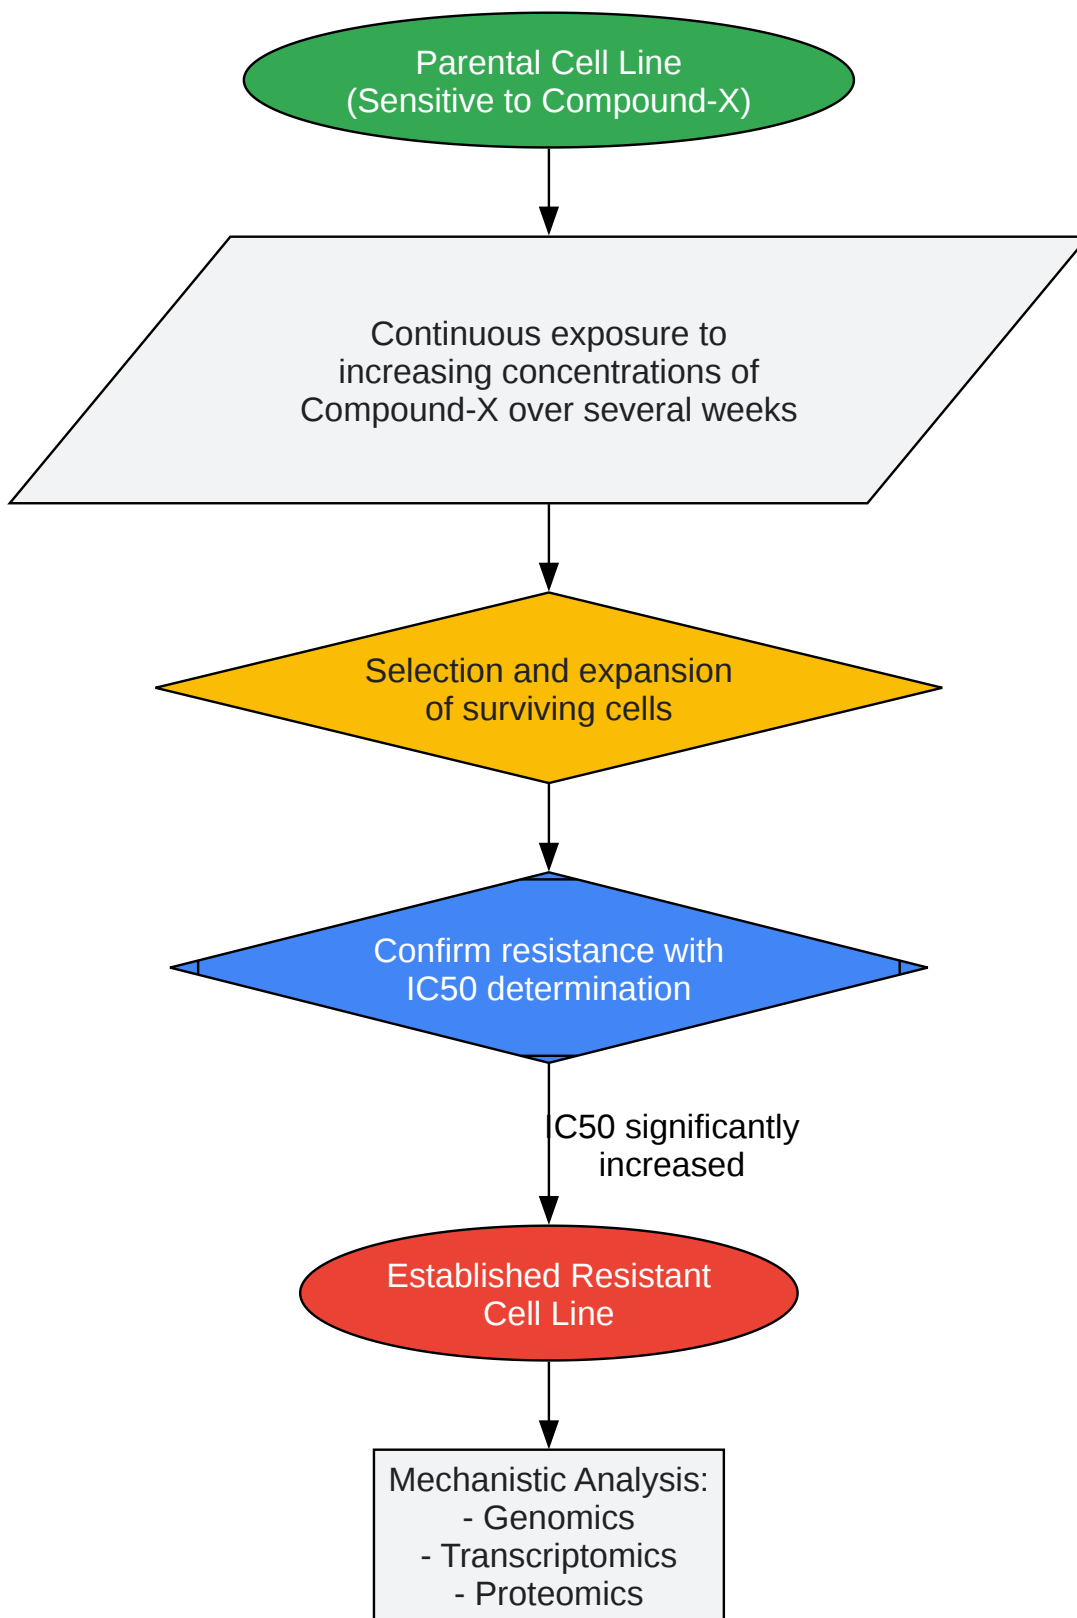 Parental Cell Line
(Sensitive to Compound-X)
Continuous exposure to
increasing concentrations of
Compound-X over several weeks
Selection and expansion
of surviving cells
Confirm resistance with
IC50 determination
IC50 significantly
increased
Established Resistant
Cell Line
Mechanistic Analysis:
- Genomics
- Transcriptomics
- Proteomics